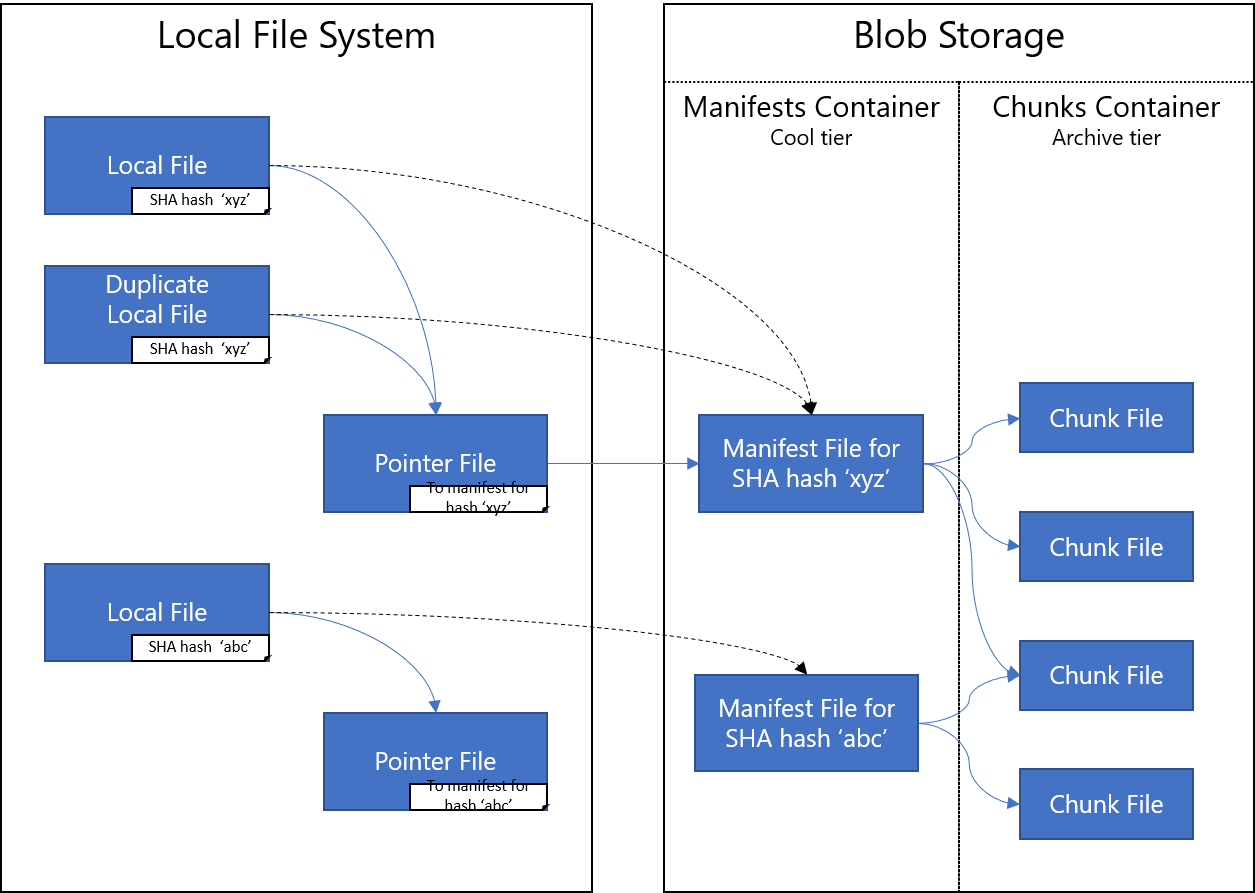 Local File System
Local File
SHA hash ‘xyz’
Duplicate
Local File
SHA hash ‘xyz’
Pointer File
To manifest for
hash ‘xyz’
Local File
SHA hash ‘abc’
Pointer File
To manifest for
hash ‘abc’
Blob Storage
Manifests Container
Cool tier
Manifest File for
SHA hash ‘xyz’
Manifest File for
SHA hash ‘abc’
Chunks Container
Archive tier
Chunk File
Chunk File
Chunk File
Chunk File